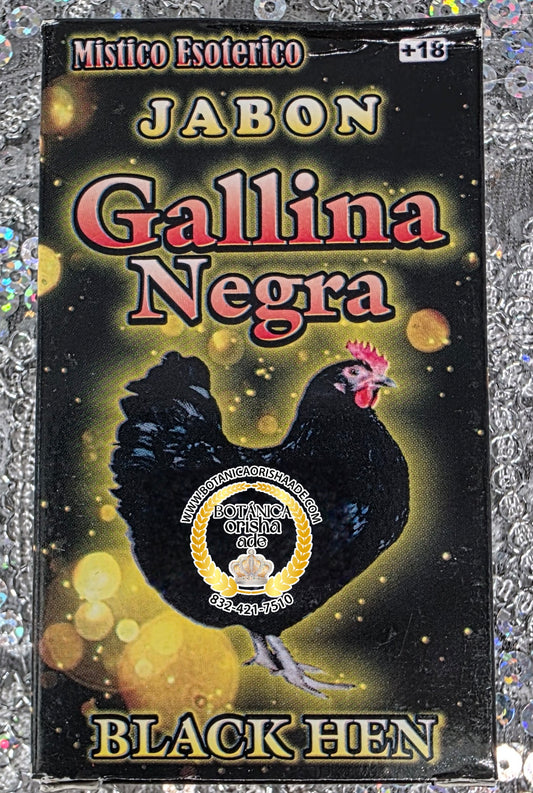 Mistico Esoterico
+18
JABON
Gallina
Negra
WWW.BOTANICAORISHAADE.COM
BOTÁNICA
orisha
ade
832-421-7510
BLACK HEN